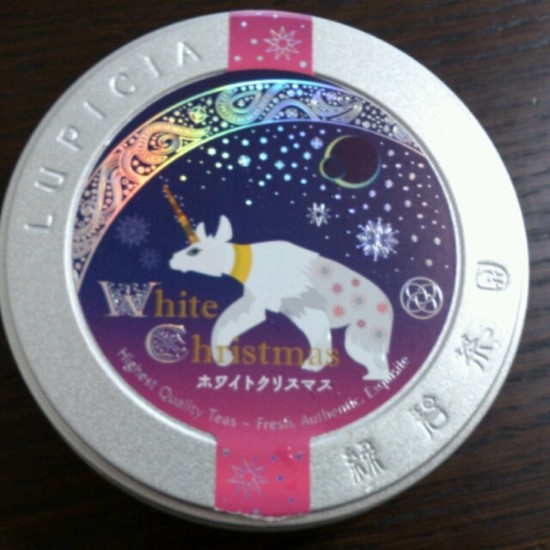 LUPICIA
White
Christmas
ホワイトクリスマス
Highest Quality Teas – Fresh, Authentic, Exquisite
緑碧茶園